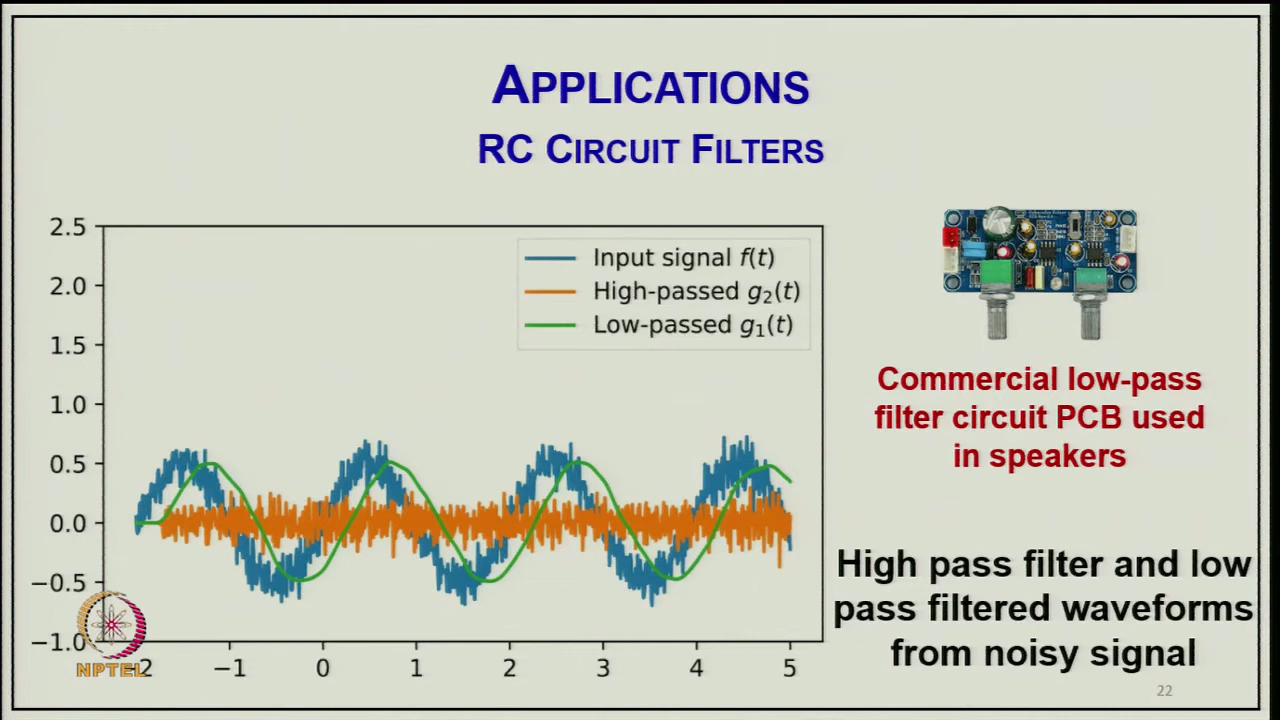 APPLICATIONS
RC CIRCUIT FILTERS
2.5
2.0
1.5
1.0
0.5
0.0
−0.5
−1.0
Input signal f(t)
High-passed g₂(t)
Low-passed g₁(t)
−2
−1
0
1
2
3
4
5
NPTEL
Commercial low-pass
filter circuit PCB used
in speakers
High pass filter and low
pass filtered waveforms
from noisy signal
22